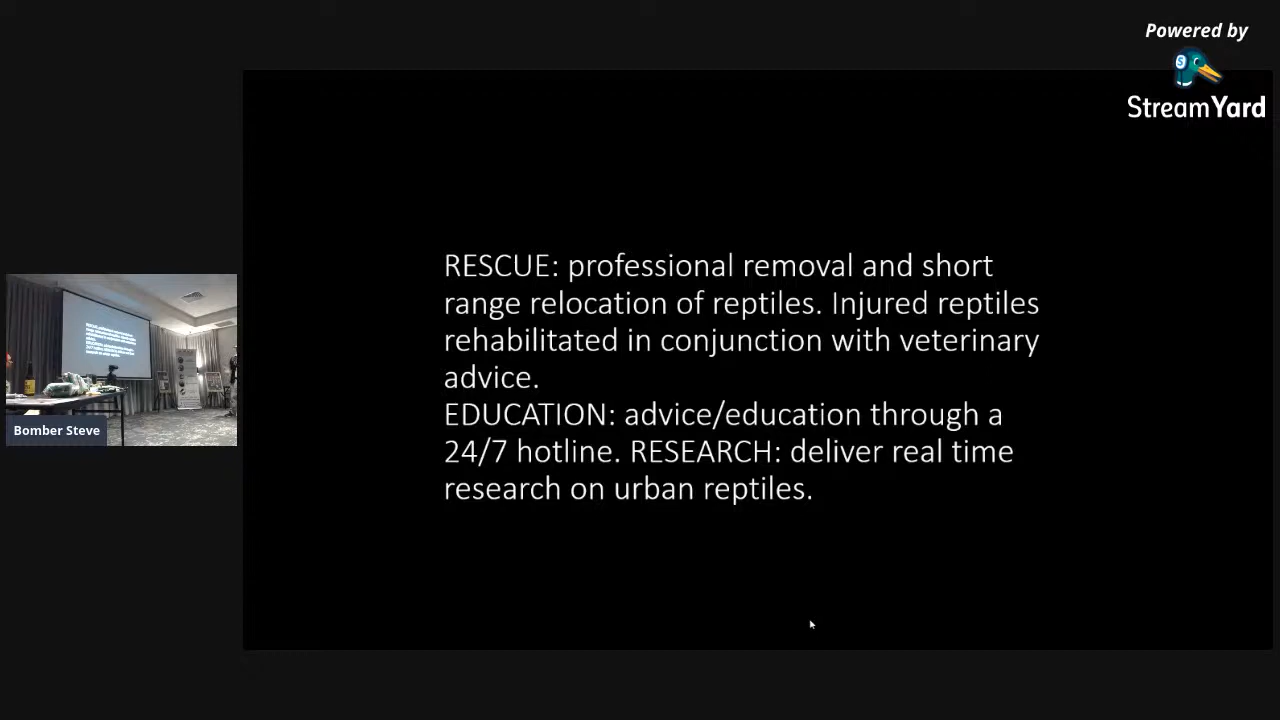 Powered by
StreamYard
RESCUE: professional removal and short
range relocation of reptiles. Injured reptiles
rehabilitated in conjunction with veterinary
advice.
EDUCATION: advice/education through a
24/7 hotline. RESEARCH: deliver real time
research on urban reptiles.
Bomber Steve